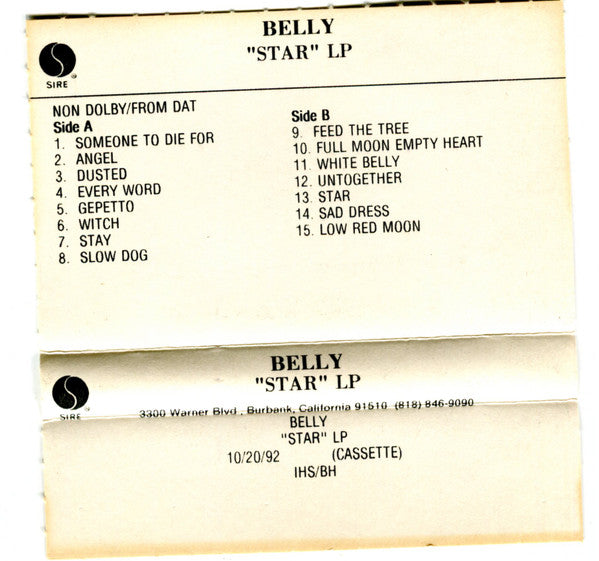 BELLY
"STAR" LP
SIRE
NON DOLBY/FROM DAT
Side A
1. SOMEONE TO DIE FOR
2. ANGEL
3. DUSTED
4. EVERY WORD
5. GEPETTO
6. WITCH
7. STAY
8. SLOW DOG
Side B
9. FEED THE TREE
10. FULL MOON EMPTY HEART
11. WHITE BELLY
12. UNTOGETHER
13. STAR
14. SAD DRESS
15. LOW RED MOON
BELLY
"STAR" LP
SIRE
3300 Warner Blvd., Burbank, California 91510 (818) 846-9090
BELLY
"STAR" LP
10/20/92 (CASSETTE)
IHS/BH